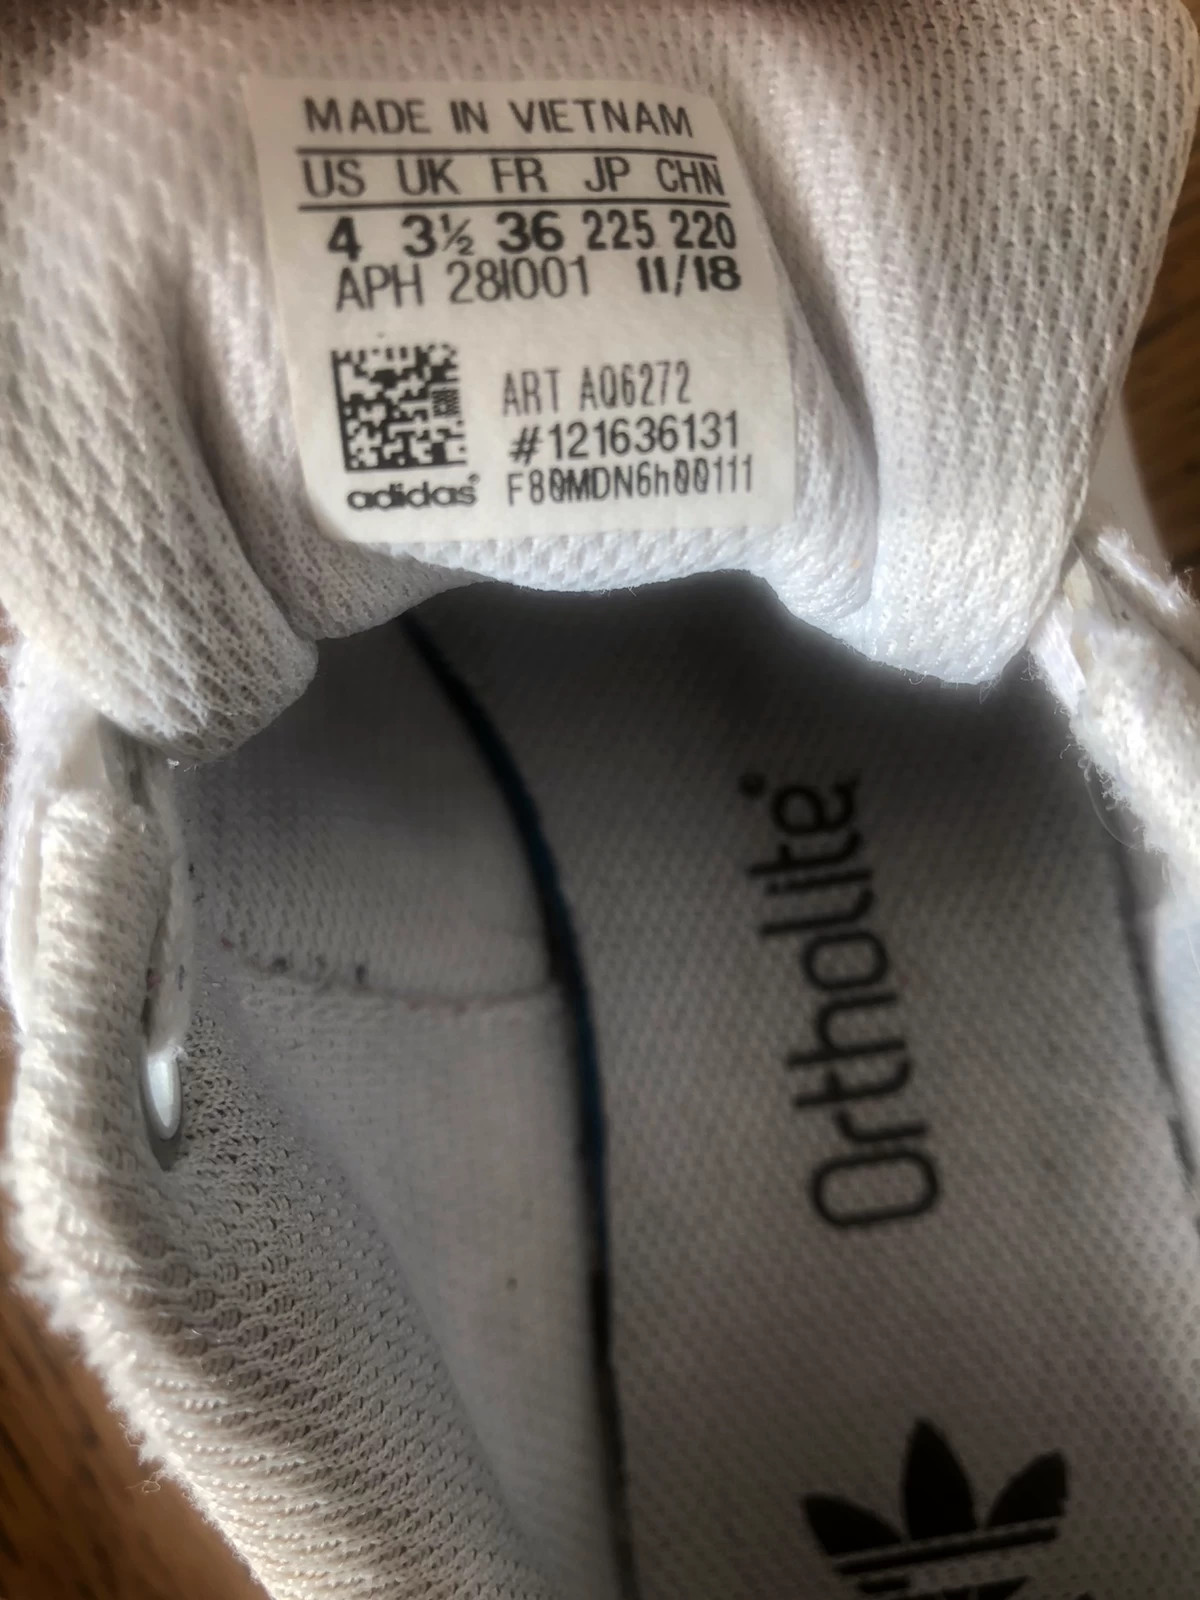 MADE IN VIETNAM
US UK FR JP CHN
4 3½ 36 225 220
APH 28I001 11/18
ART AQ6272
#121636131
F80MDN6h00111
adidas®
Ortholite®